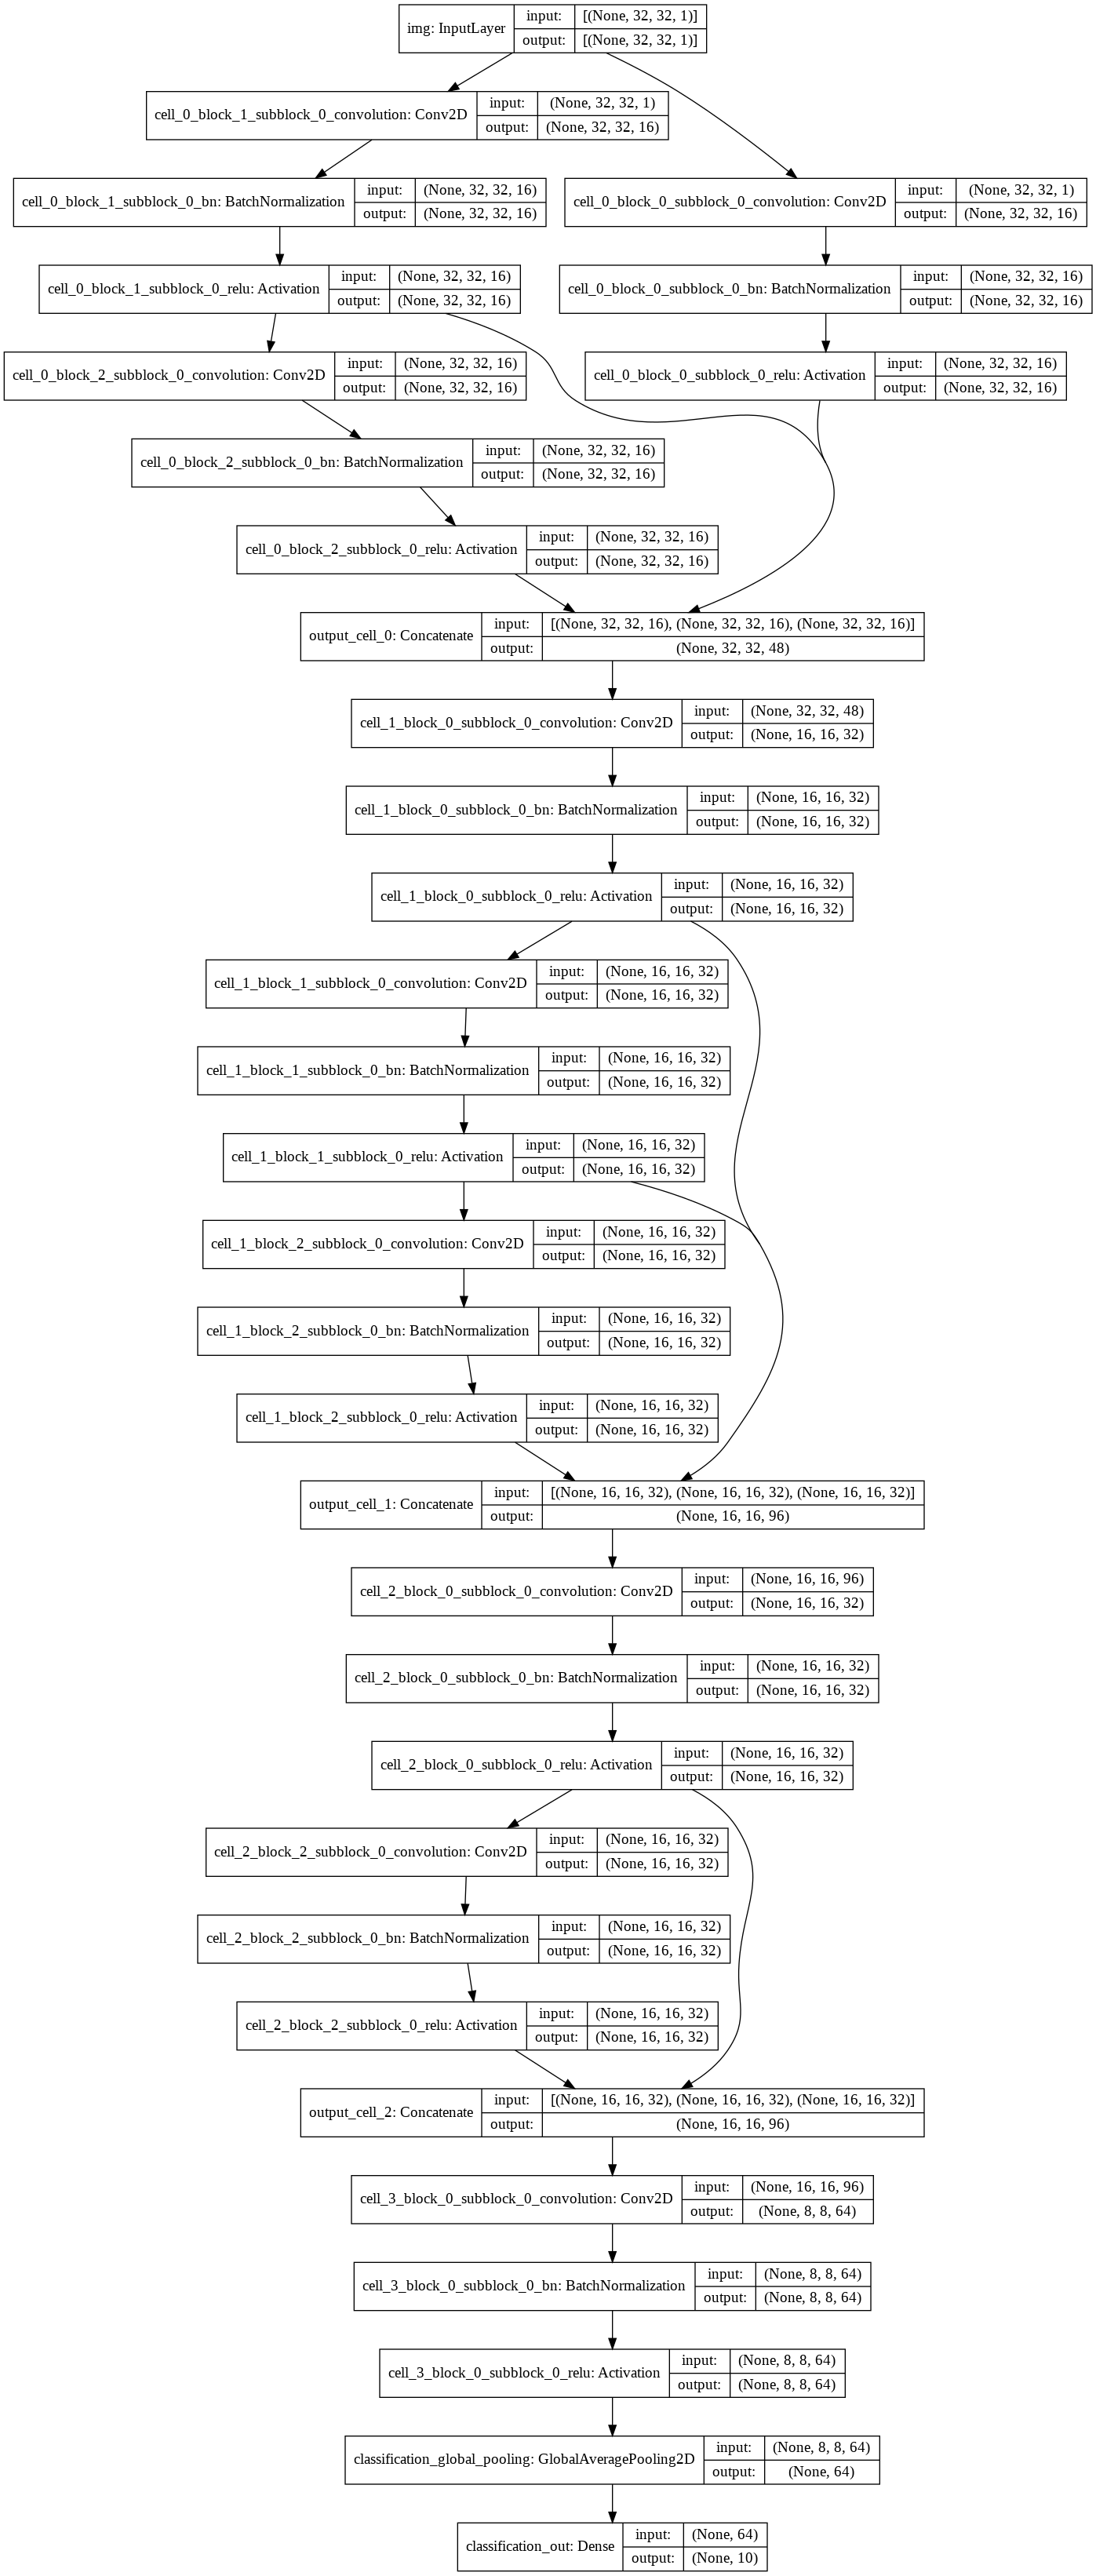 img: InputLayer
input: [(None, 32, 32, 1)]
output: [(None, 32, 32, 1)]
cell_0_block_1_subblock_0_convolution: Conv2D
input: (None, 32, 32, 1)
output: (None, 32, 32, 16)
cell_0_block_1_subblock_0_bn: BatchNormalization
input: (None, 32, 32, 16)
output: (None, 32, 32, 16)
cell_0_block_0_subblock_0_convolution: Conv2D
input: (None, 32, 32, 1)
output: (None, 32, 32, 16)
cell_0_block_1_subblock_0_relu: Activation
input: (None, 32, 32, 16)
output: (None, 32, 32, 16)
cell_0_block_0_subblock_0_bn: BatchNormalization
input: (None, 32, 32, 16)
output: (None, 32, 32, 16)
cell_0_block_2_subblock_0_convolution: Conv2D
input: (None, 32, 32, 16)
output: (None, 32, 32, 16)
cell_0_block_0_subblock_0_relu: Activation
input: (None, 32, 32, 16)
output: (None, 32, 32, 16)
cell_0_block_2_subblock_0_bn: BatchNormalization
input: (None, 32, 32, 16)
output: (None, 32, 32, 16)
cell_0_block_2_subblock_0_relu: Activation
input: (None, 32, 32, 16)
output: (None, 32, 32, 16)
output_cell_0: Concatenate
input: [(None, 32, 32, 16), (None, 32, 32, 16), (None, 32, 32, 16)]
output: (None, 32, 32, 48)
cell_1_block_0_subblock_0_convolution: Conv2D
input: (None, 32, 32, 48)
output: (None, 16, 16, 32)
cell_1_block_0_subblock_0_bn: BatchNormalization
input: (None, 16, 16, 32)
output: (None, 16, 16, 32)
cell_1_block_0_subblock_0_relu: Activation
input: (None, 16, 16, 32)
output: (None, 16, 16, 32)
cell_1_block_1_subblock_0_convolution: Conv2D
input: (None, 16, 16, 32)
output: (None, 16, 16, 32)
cell_1_block_1_subblock_0_bn: BatchNormalization
input: (None, 16, 16, 32)
output: (None, 16, 16, 32)
cell_1_block_1_subblock_0_relu: Activation
input: (None, 16, 16, 32)
output: (None, 16, 16, 32)
cell_1_block_2_subblock_0_convolution: Conv2D
input: (None, 16, 16, 32)
output: (None, 16, 16, 32)
cell_1_block_2_subblock_0_bn: BatchNormalization
input: (None, 16, 16, 32)
output: (None, 16, 16, 32)
cell_1_block_2_subblock_0_relu: Activation
input: (None, 16, 16, 32)
output: (None, 16, 16, 32)
output_cell_1: Concatenate
input: [(None, 16, 16, 32), (None, 16, 16, 32), (None, 16, 16, 32)]
output: (None, 16, 16, 96)
cell_2_block_0_subblock_0_convolution: Conv2D
input: (None, 16, 16, 96)
output: (None, 16, 16, 32)
cell_2_block_0_subblock_0_bn: BatchNormalization
input: (None, 16, 16, 32)
output: (None, 16, 16, 32)
cell_2_block_0_subblock_0_relu: Activation
input: (None, 16, 16, 32)
output: (None, 16, 16, 32)
cell_2_block_2_subblock_0_convolution: Conv2D
input: (None, 16, 16, 32)
output: (None, 16, 16, 32)
cell_2_block_2_subblock_0_bn: BatchNormalization
input: (None, 16, 16, 32)
output: (None, 16, 16, 32)
cell_2_block_2_subblock_0_relu: Activation
input: (None, 16, 16, 32)
output: (None, 16, 16, 32)
output_cell_2: Concatenate
input: [(None, 16, 16, 32), (None, 16, 16, 32), (None, 16, 16, 32)]
output: (None, 16, 16, 96)
cell_3_block_0_subblock_0_convolution: Conv2D
input: (None, 16, 16, 96)
output: (None, 8, 8, 64)
cell_3_block_0_subblock_0_bn: BatchNormalization
input: (None, 8, 8, 64)
output: (None, 8, 8, 64)
cell_3_block_0_subblock_0_relu: Activation
input: (None, 8, 8, 64)
output: (None, 8, 8, 64)
classification_global_pooling: GlobalAveragePooling2D
input: (None, 8, 8, 64)
output: (None, 64)
classification_out: Dense
input: (None, 64)
output: (None, 10)